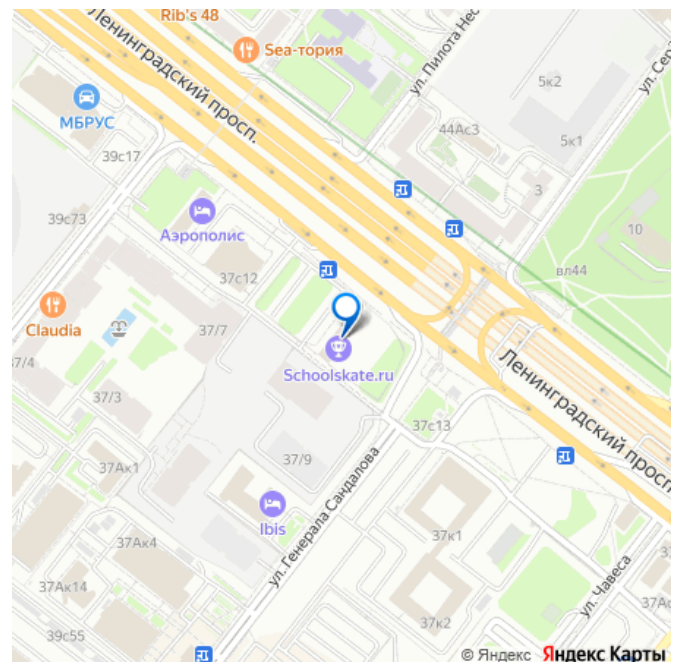 Rib's 48
Sea-тория
ул. Пилота Нес
ул. Сер
Ленинградский просп.
МБРУС
5к2
44Ас3
5к1
39с17
3
Аэрополис
39с73
10
вл44
37с12
Claudia
37/7
37/4
Schoolskate.ru
Ленинградский просп.
37/3
37с13
37/9
37Ак1
Ibis
ул. Генерала Сандалова
37к1
37Ак4
ул. Чавеса
37Ак14
37к2
39с55
© Яндекс Яндекс Карты